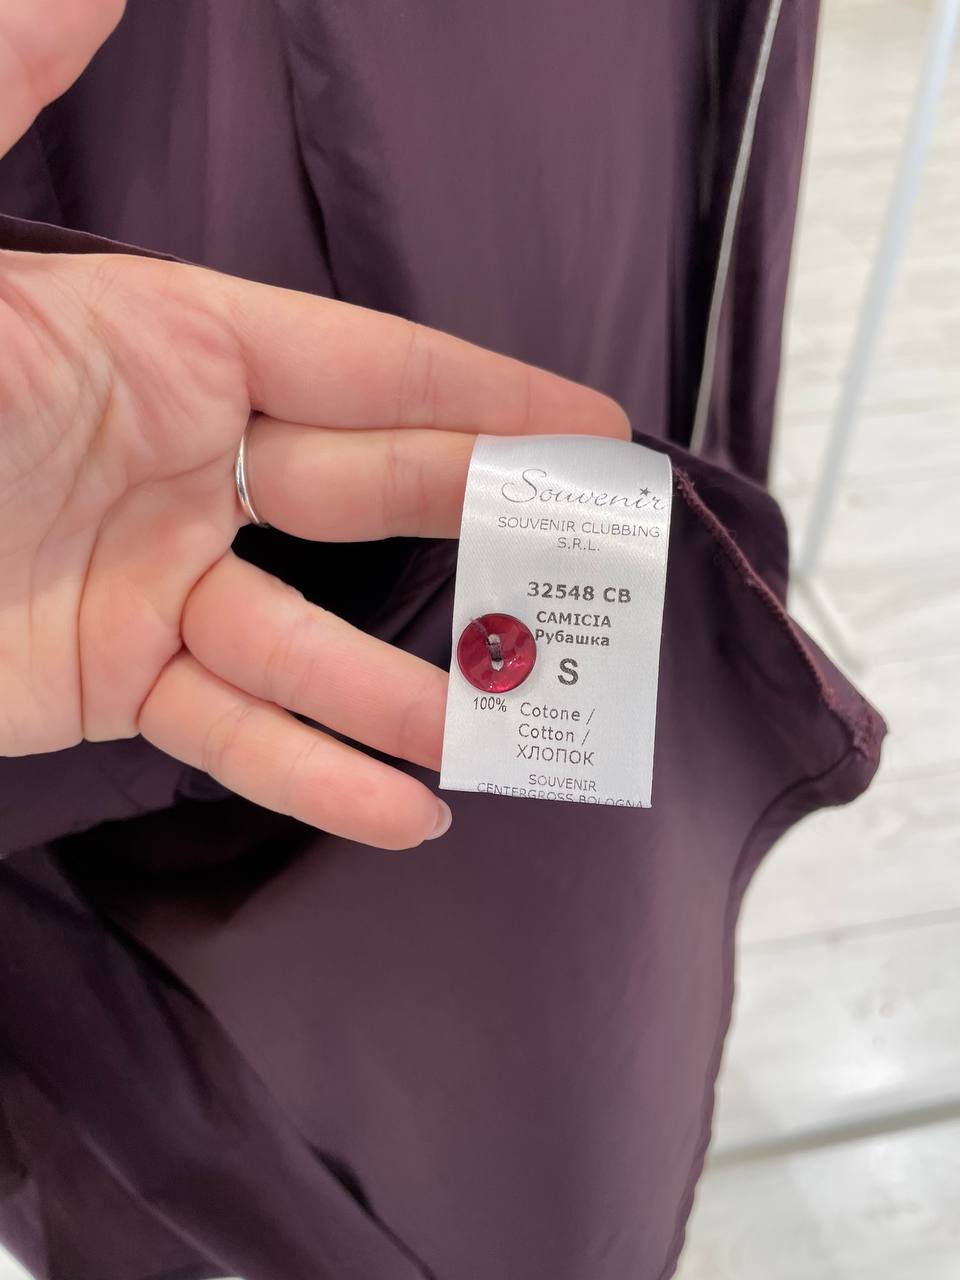 Souvenir
SOUVENIR CLUBBING
S.R.L.
32548 CB
CAMICIA
Рубашка
S
100% Cotone /
Cotton /
ХЛОПОК
SOUVENIR
CENTERGROSS BOLOGNA